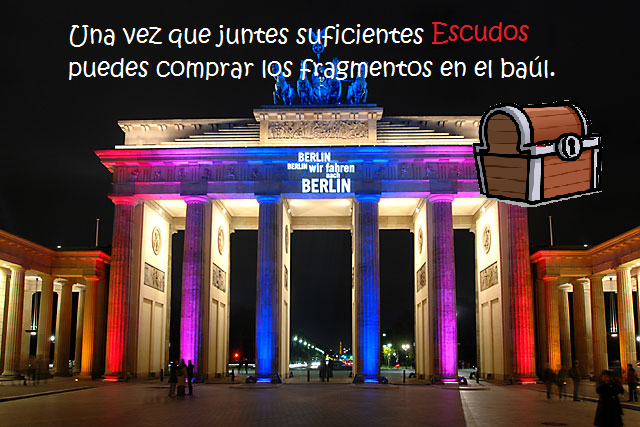 Una vez que juntes suficientes Escudos
puedes comprar los fragmentos en el baúl.
BERLIN
BERLIN wir fahren
nach
BERLIN